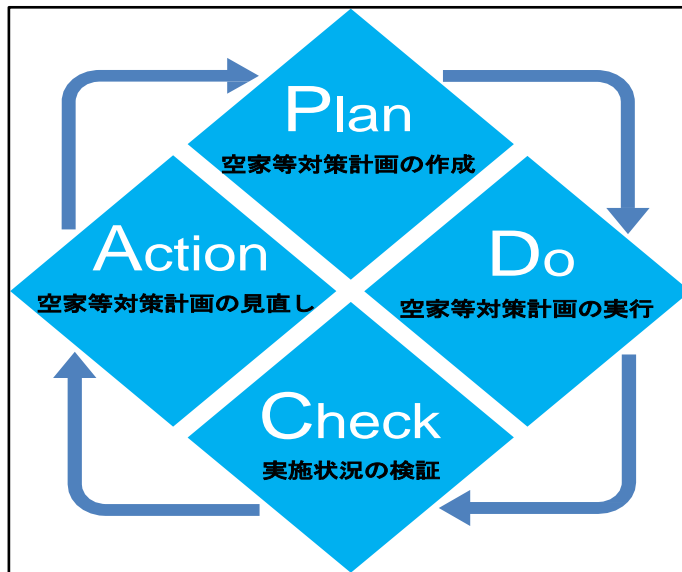 Plan
空家等対策計画の作成
Do
空家等対策計画の実行
Check
実施状況の検証
Action
空家等対策計画の見直し